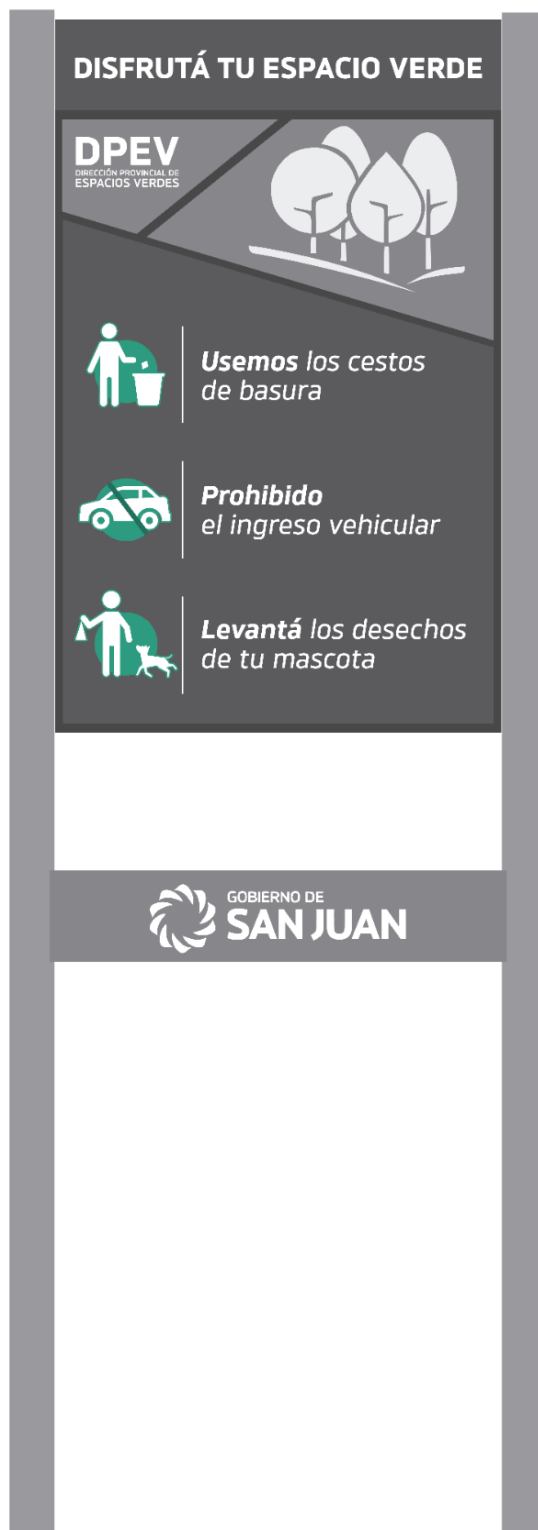 DISFRUTÁ TU ESPACIO VERDE
DPEV
DIRECCIÓN PROVINCIAL DE
ESPACIOS VERDES
Usemos los cestos
de basura
Prohibido
el ingreso vehicular
Levantá los desechos
de tu mascota
GOBIERNO DE
SAN JUAN